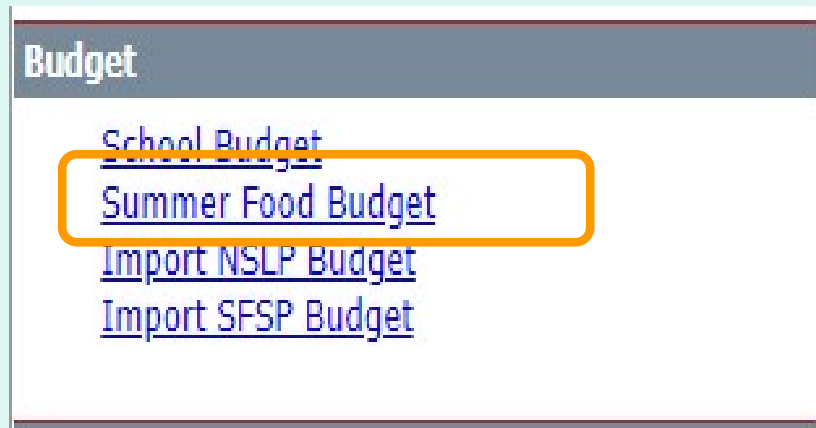 Budget
School Budget
Summer Food Budget
Import NSLP Budget
Import SFSP Budget